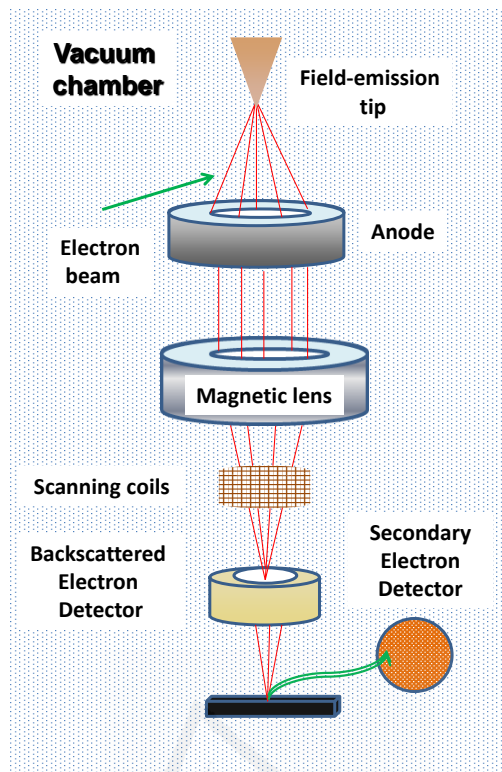 Vacuum
chamber
Field-emission
tip
Electron
beam
Anode
Magnetic lens
Scanning coils
Backscattered
Electron
Detector
Secondary
Electron
Detector